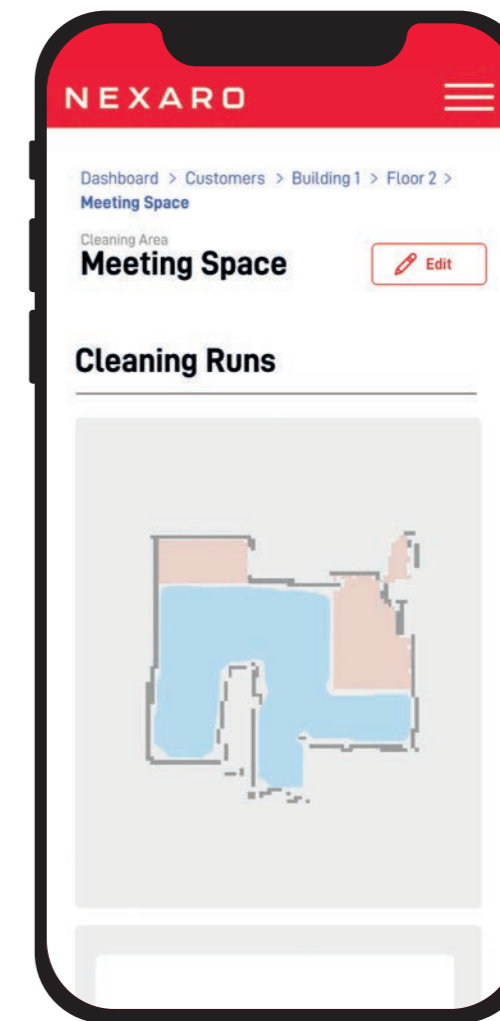 NEXARO
Dashboard > Customers > Building 1 > Floor 2 >
Meeting Space
Cleaning Area
Meeting Space
Edit
Cleaning Runs